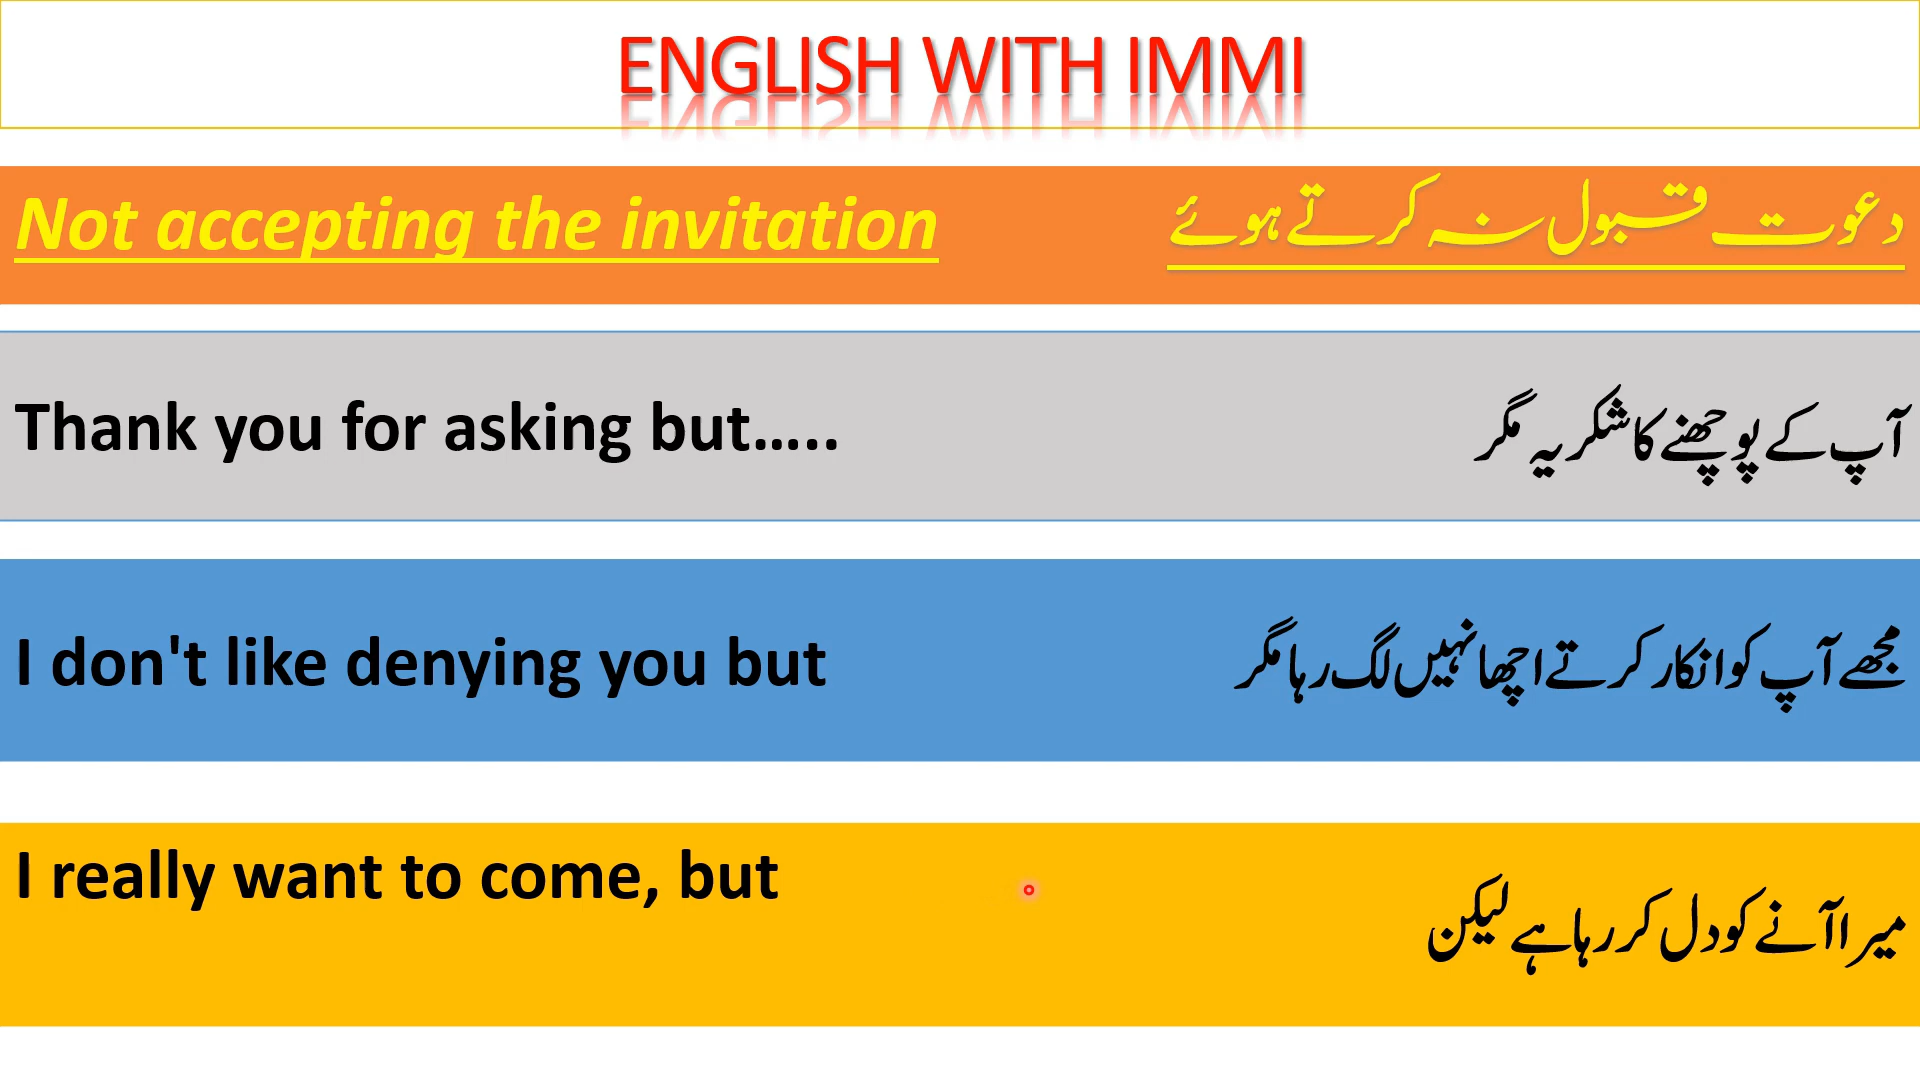 ENGLISH WITH IMMI
Not accepting the invitation دعوت قبول نہ کرتے ہوئے
Thank you for asking but..... آپ کے پوچھنے کا شکریہ مگر
I don't like denying you but مجھے آپ کو انکار کرتے اچھا نہیں لگ رہا مگر
I really want to come, but میرا آنے کو دل کر رہا ہے لیکن